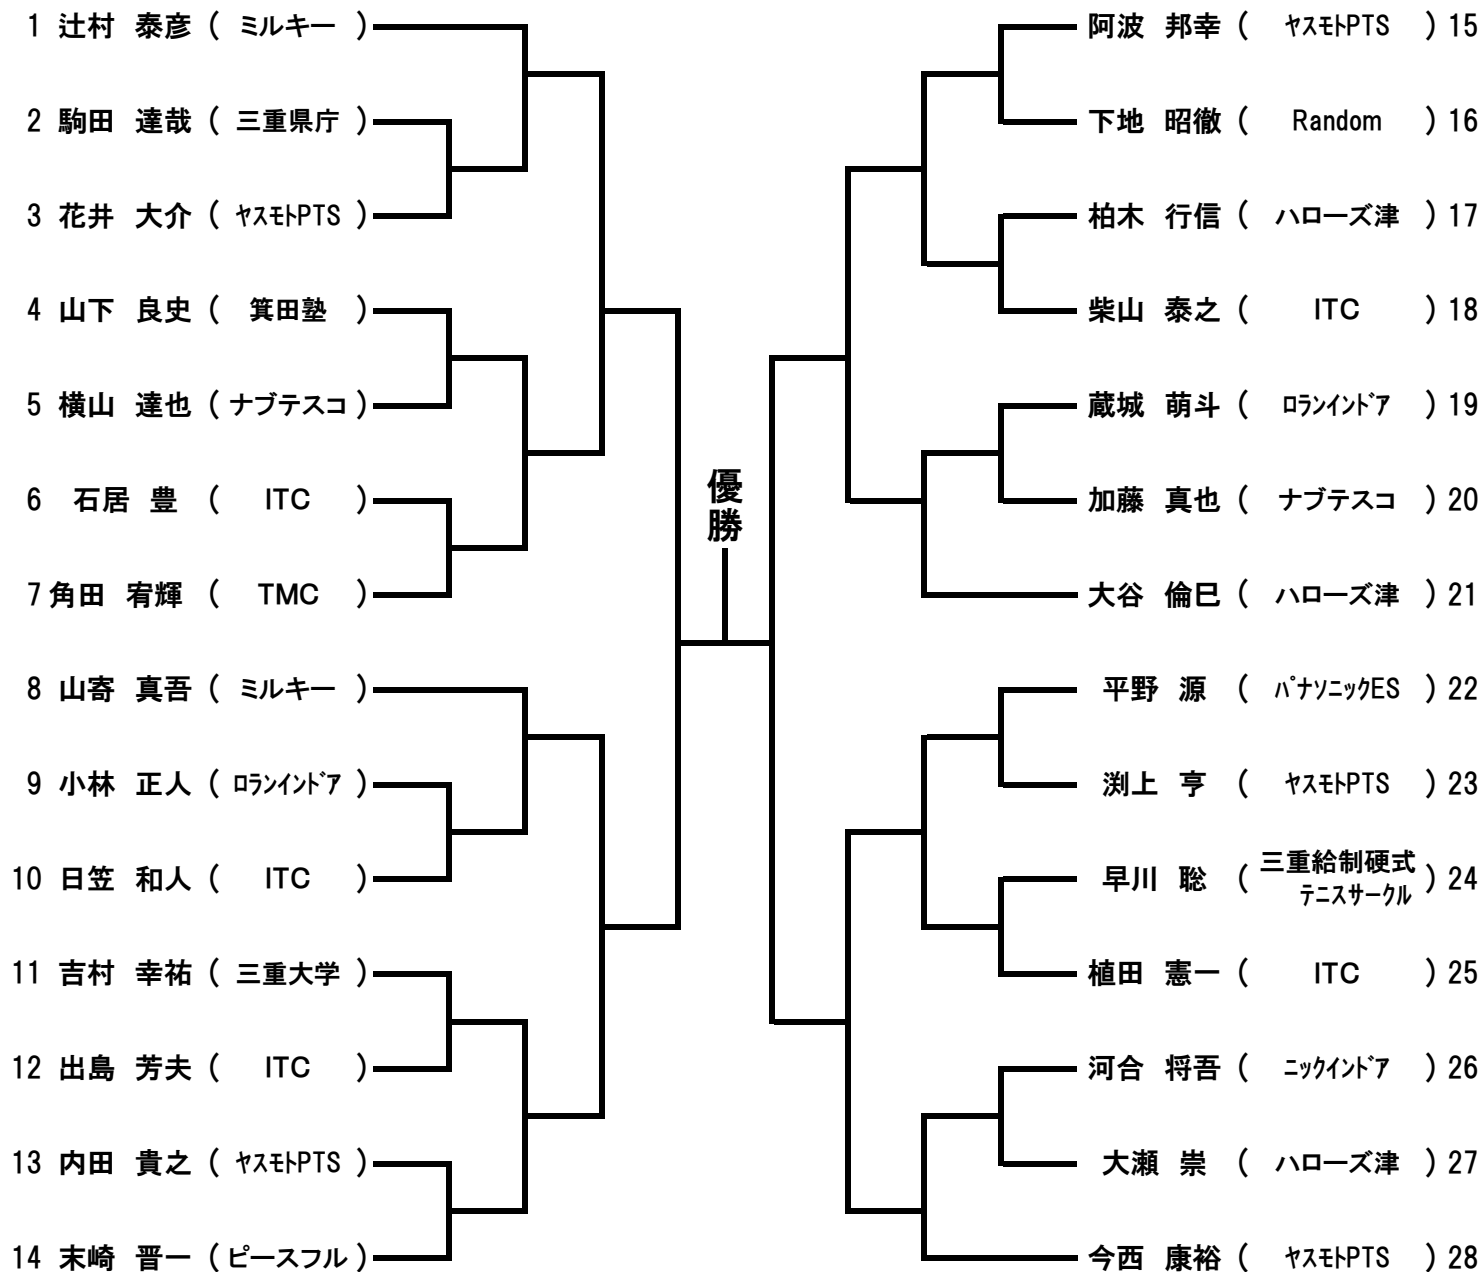 1 辻村 泰彦 ( ミルキー )
2 駒田 達哉 ( 三重県庁 )
3 花井 大介 ( ﾔｽﾓﾄPTS )
4 山下 良史 ( 箕田塾 )
5 横山 達也 ( ナブテスコ )
6 石居 豊 ( ITC )
7 角田 宥輝 ( TMC )
8 山寄 真吾 ( ミルキー )
9 小林 正人 ( ﾛﾗﾝｲﾝﾄﾞｱ )
10 日笠 和人 ( ITC )
11 吉村 幸祐 ( 三重大学 )
12 出島 芳夫 ( ITC )
13 内田 貴之 ( ﾔｽﾓﾄPTS )
14 末崎 晋一 ( ピースフル )
優勝
阿波 邦幸 ( ﾔｽﾓﾄPTS ) 15
下地 昭徹 ( Random ) 16
柏木 行信 ( ハローズ津 ) 17
柴山 泰之 ( ITC ) 18
蔵城 萌斗 ( ﾛﾗﾝｲﾝﾄﾞｱ ) 19
加藤 真也 ( ナブテスコ ) 20
大谷 倫巳 ( ハローズ津 ) 21
平野 源 ( ﾊﾟﾅｿﾆｯｸES ) 22
渕上 亨 ( ﾔｽﾓﾄPTS ) 23
早川 聡 ( 三重給制硬式
ﾃﾆｽｻｰｸﾙ ) 24
植田 憲一 ( ITC ) 25
河合 将吾 ( ﾆｯｸｲﾝﾄﾞｱ ) 26
大瀬 崇 ( ハローズ津 ) 27
今西 康裕 ( ﾔｽﾓﾄPTS ) 28